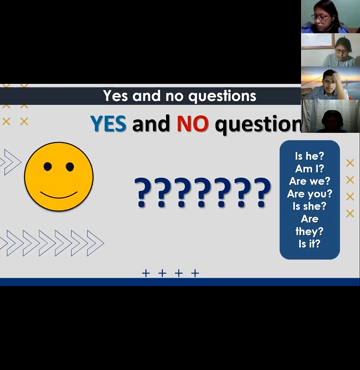 Yes and no questions
YES and NO question
???????
Is he?
Am I?
Are we?
Are you?
Is she?
Are
they?
Is it?